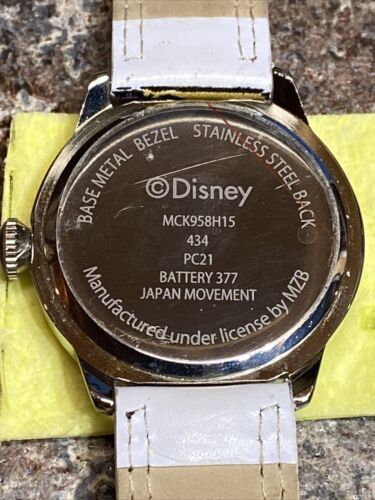 BASE METAL BEZEL STAINLESS STEEL BACK
©Disney
MCK958H15
434
PC21
BATTERY 377
JAPAN MOVEMENT
Manufactured under license by MZB